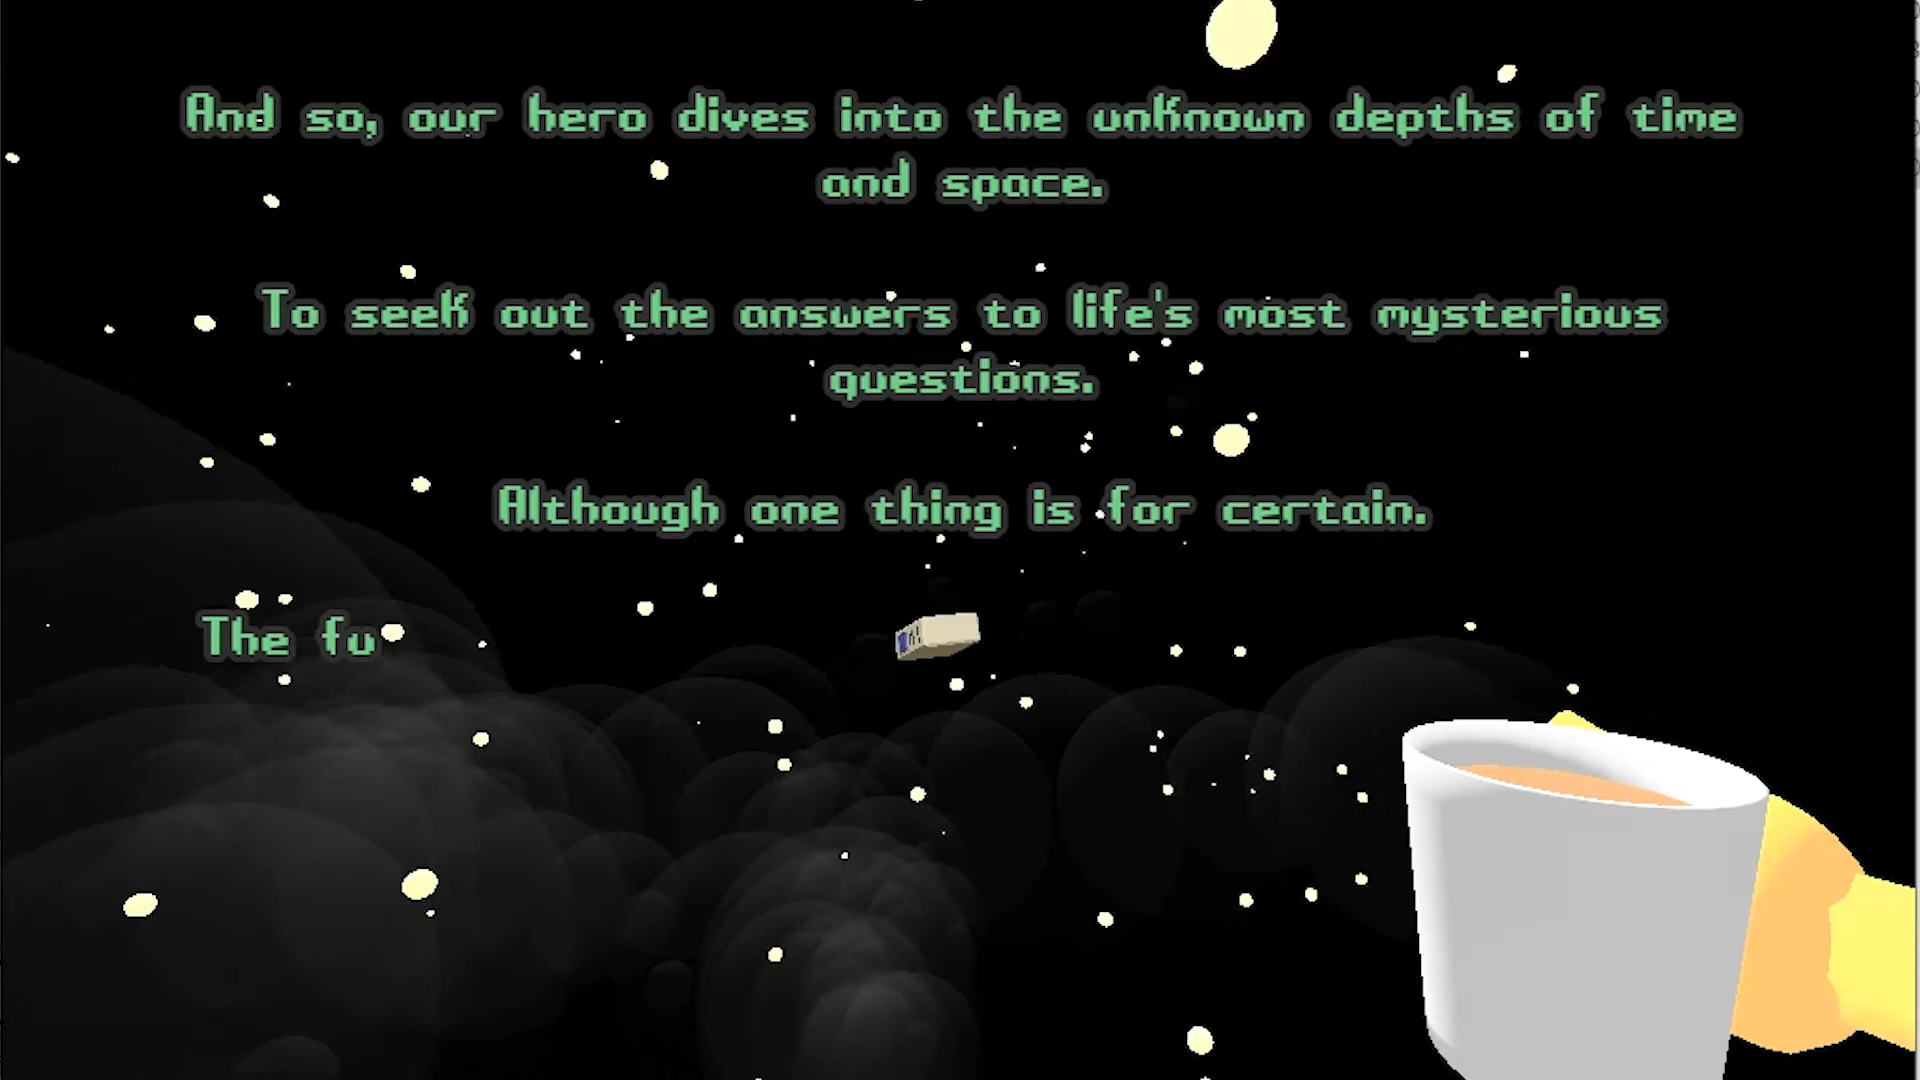 And so, our hero dives into the unknown depths of time
and space.
To seek out the answers to life's most mysterious
questions.
Although one thing is for certain.
The fu